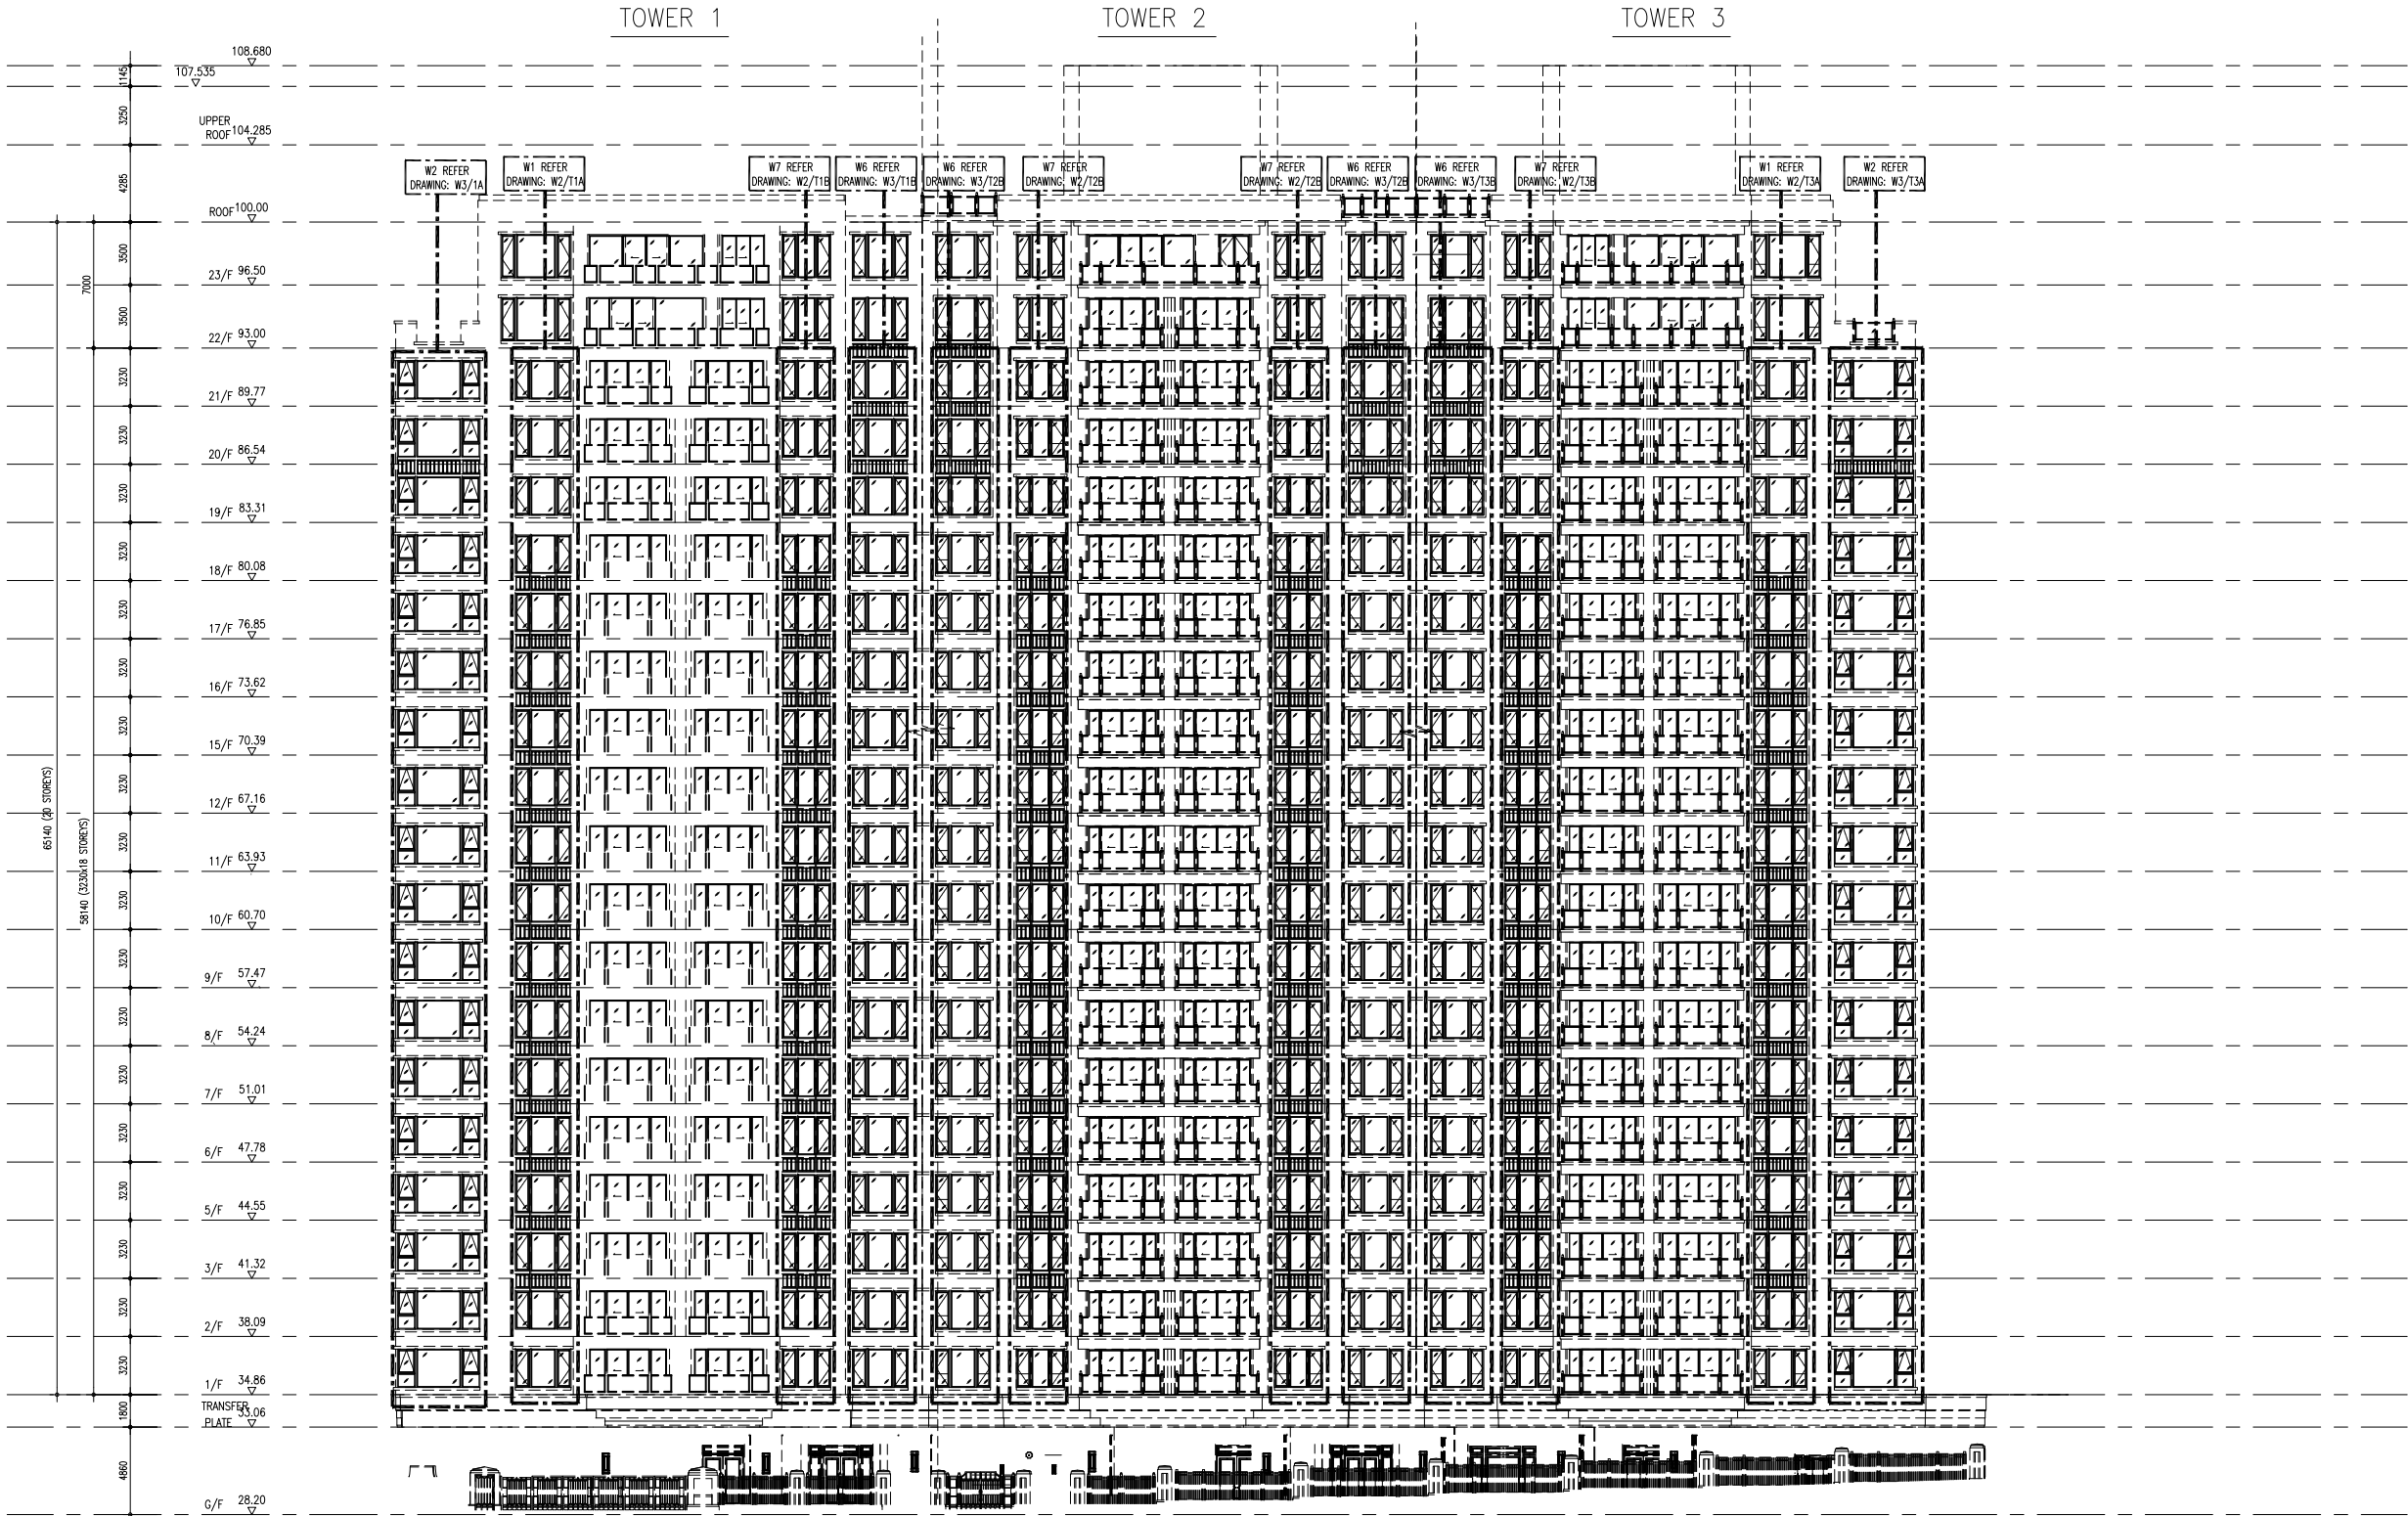 TOWER 1
TOWER 2
TOWER 3
108.680
107.535
1145
3250
UPPER
ROOF 104.285
4285
W2 REFER
DRAWING: W3/1A
W1 REFER
DRAWING: W2/T1A
W7 REFER
DRAWING: W2/T1B
W6 REFER
DRAWING: W3/T1B
W6 REFER
DRAWING: W3/T2B
W7 REFER
DRAWING: W2/T2B
W7 REFER
DRAWING: W2/T2B
W6 REFER
DRAWING: W3/T2B
W6 REFER
DRAWING: W3/T3B
W7 REFER
DRAWING: W2/T3B
W1 REFER
DRAWING: W2/T3A
W2 REFER
DRAWING: W3/T3A
ROOF 100.00
3500
23/F 96.50
7000
3500
22/F 93.00
3230
21/F 89.77
3230
20/F 86.54
3230
19/F 83.31
3230
18/F 80.08
3230
17/F 76.85
3230
16/F 73.62
3230
15/F 70.39
3230
12/F 67.16
65140 (20 STOREYS)
58140 (3230x18 STOREYS)
3230
11/F 63.93
3230
10/F 60.70
3230
9/F 57.47
3230
8/F 54.24
3230
7/F 51.01
3230
6/F 47.78
3230
5/F 44.55
3230
3/F 41.32
3230
2/F 38.09
3230
1/F 34.86
1800
TRANSFER
PLATE 33.06
4860
G/F 28.20